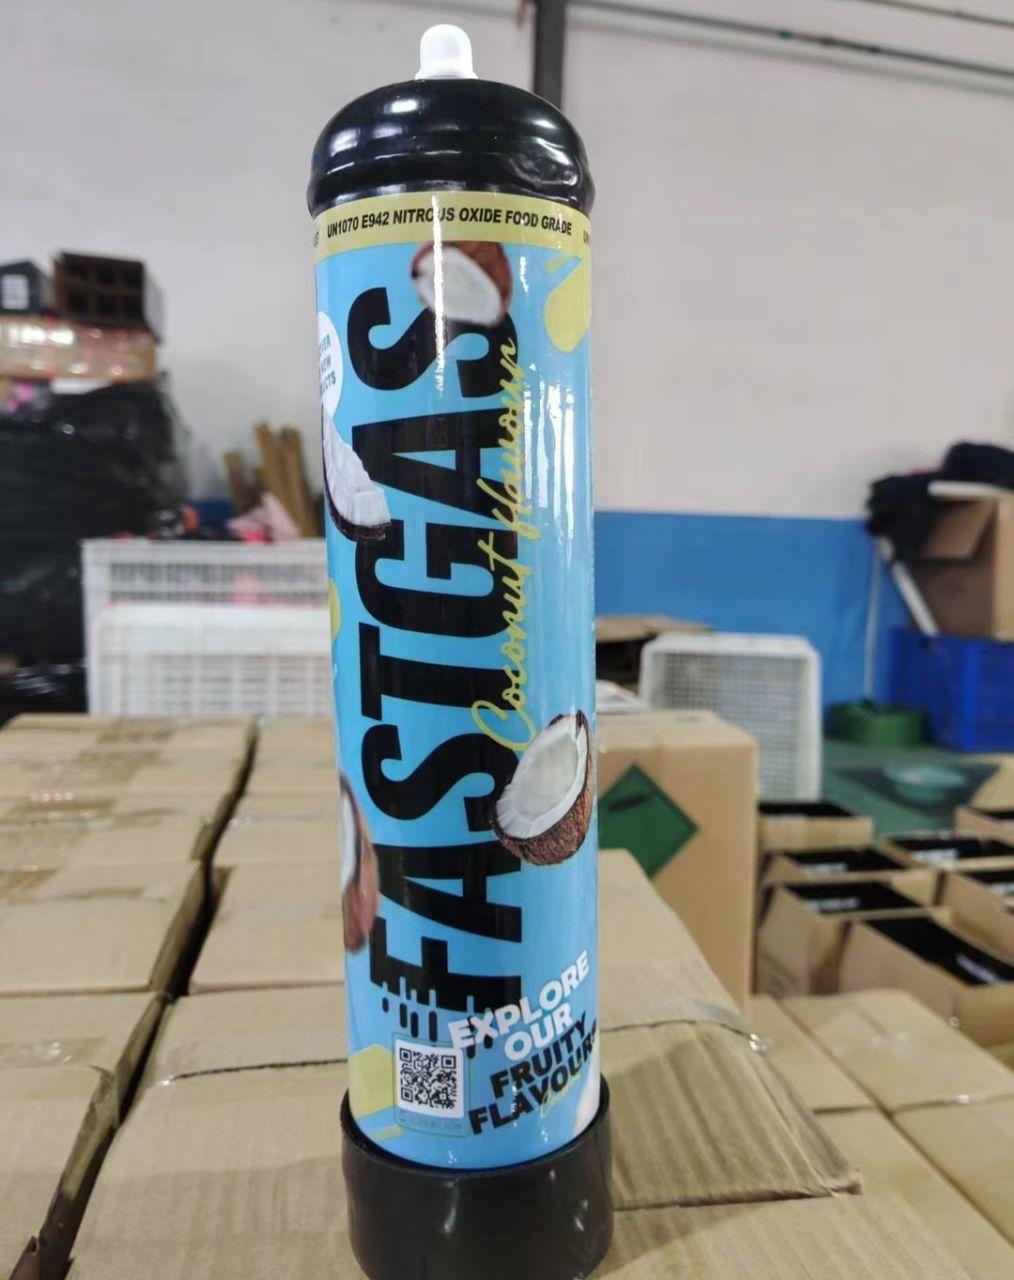 UN1070 E942 NITROUS OXIDE FOOD GRADE
FASTGAS
Coconut flavour
EXPLORE
OUR
FRUITY
FLAVOURS